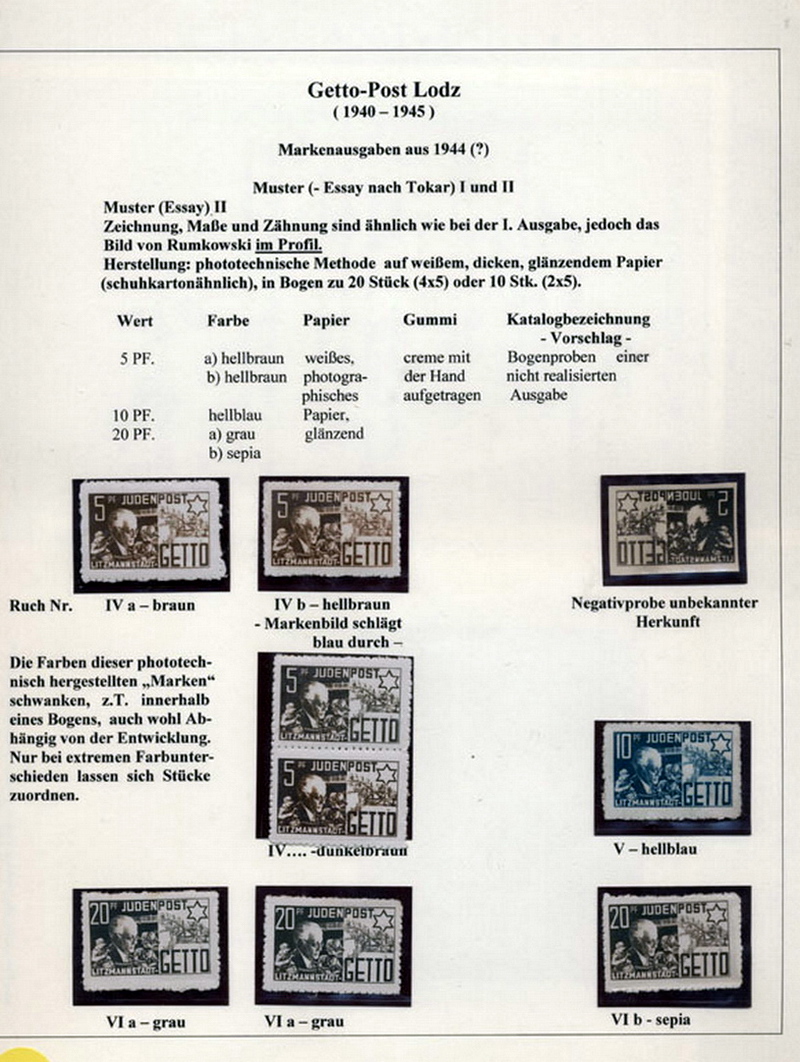 Getto-Post Lodz
( 1940 – 1945 )
Markenausgaben aus 1944 (?)
Muster (- Essay nach Tokar) I und II
Muster (Essay) II
Zeichnung, Maße und Zähnung sind ähnlich wie bei der I. Ausgabe, jedoch das
Bild von Rumkowski im Profil.
Herstellung: phototechnische Methode auf weißem, dicken, glänzendem Papier
(schuhkartonähnlich), in Bogen zu 20 Stück (4x5) oder 10 Stk. (2x5).
Wert Farbe Papier Gummi Katalogbezeichnung
- Vorschlag -
5 PF. a) hellbraun weißes, creme mit Bogenproben einer
b) hellbraun photogra- der Hand nicht realisierten
phisches aufgetragen Ausgabe
10 PF. hellblau Papier,
20 PF. a) grau glänzend
b) sepia
5 PF JUDENPOST
LITZMANNSTADT- GETTO
5 PF JUDENPOST
LITZMANNSTADT- GETTO
5 PF JUDENPOST
LITZMANNSTADT- GETTO
Ruch Nr. IV a – braun
IV b – hellbraun
- Markenbild schlägt
blau durch –
Negativprobe unbekannter
Herkunft
Die Farben dieser phototech-
nisch hergestellten „Marken“
schwanken, z.T. innerhalb
eines Bogens, auch wohl Ab-
hängig von der Entwicklung.
Nur bei extremen Farbunter-
schieden lassen sich Stücke
zuordnen.
5 PF JUDENPOST
GETTO
5 PF JUDENPOST
LITZMANNSTADT- GETTO
IV…. -dunkelbraun
10 PF JUDENPOST
LITZMANNSTADT- GETTO
V – hellblau
20 PF JUDENPOST
LITZMANNSTADT- GETTO
20 PF JUDENPOST
LITZMANNSTADT- GETTO
20 PF JUDENPOST
LITZMANNSTADT- GETTO
VI a – grau
VI a – grau
VI b - sepia